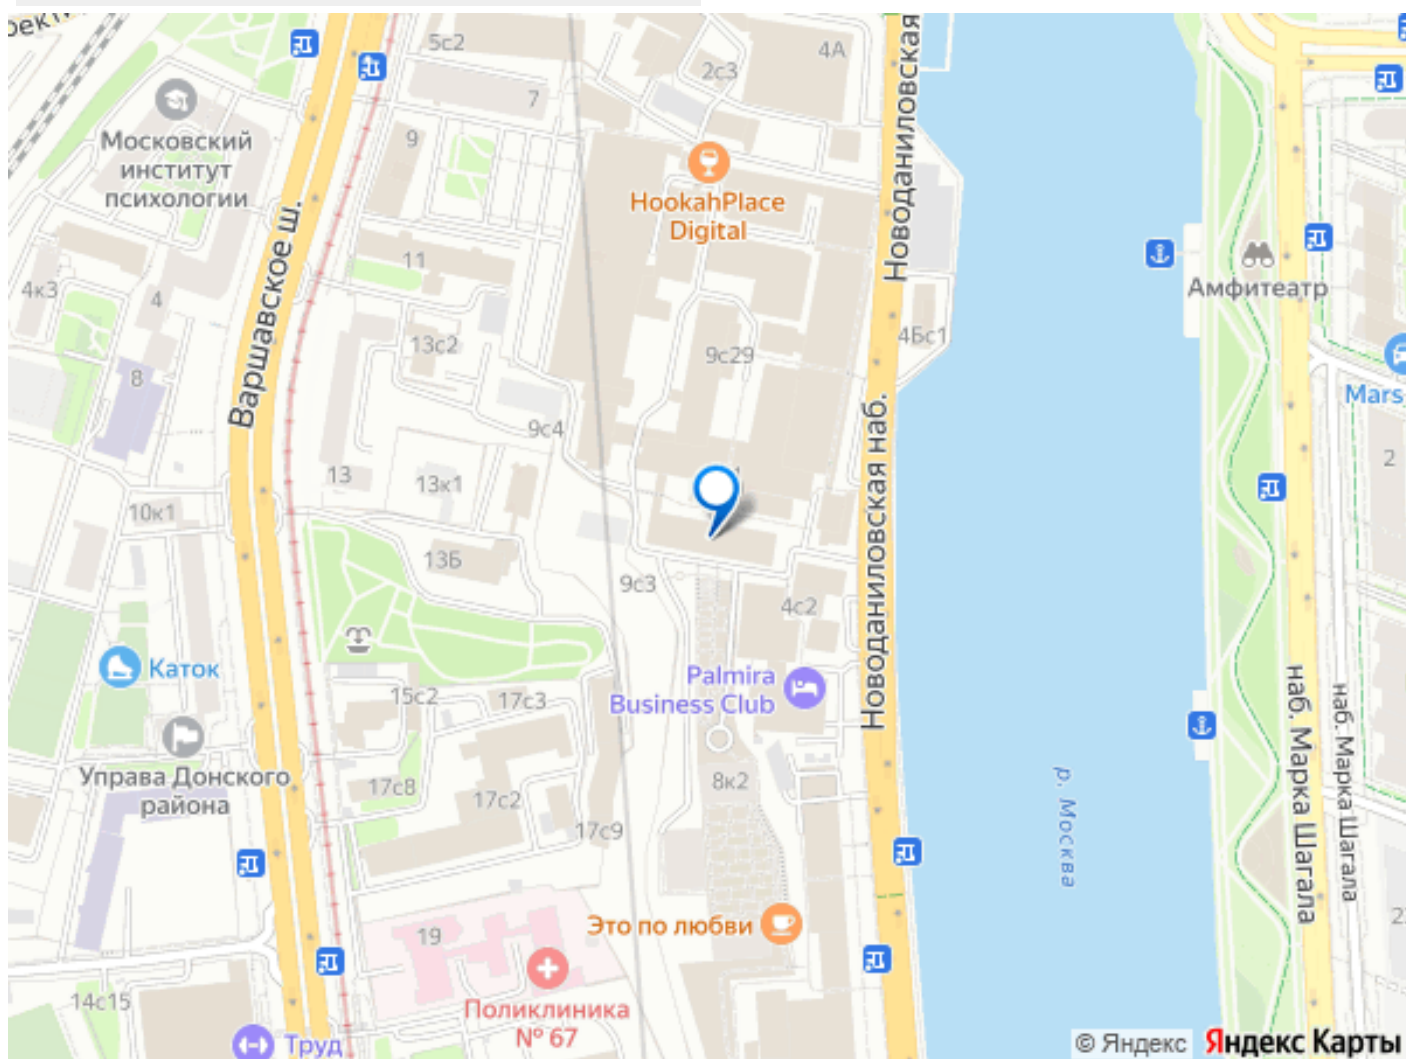 5с2
4А
2с3
7
9
Московский
институт
психологии
HookahPlace
Digital
Новоданиловская
Амфитеатр
4к3
4
11
Варшавское ш.
13с2
9с29
4Бс1
8
Mars
9с4
Новоданиловская наб.
2
13
13к1
10к1
13Б
9с3
4с2
Каток
Palmira
Business Club
15с2
17с3
наб. Марка Шагала
наб. Марка Шагала
Управа Донского
района
17с8
17с2
8к2
р. Москва
17с9
Это по любви
19
Поликлиника
№ 67
14с15
Труд
© Яндекс
Яндекс Карты